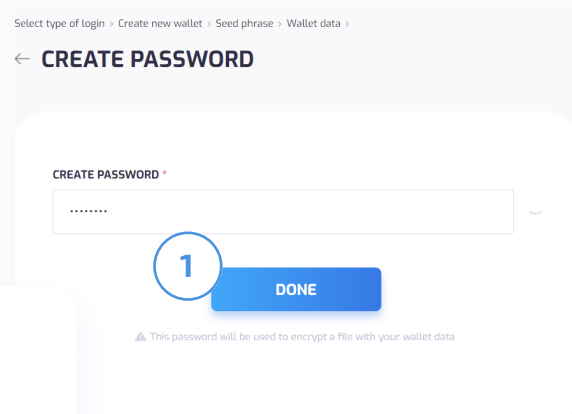 Select type of login > Create new wallet > Seed phrase > Wallet data >
← CREATE PASSWORD
CREATE PASSWORD *
••••••••
1
DONE
This password will be used to encrypt a file with your wallet data